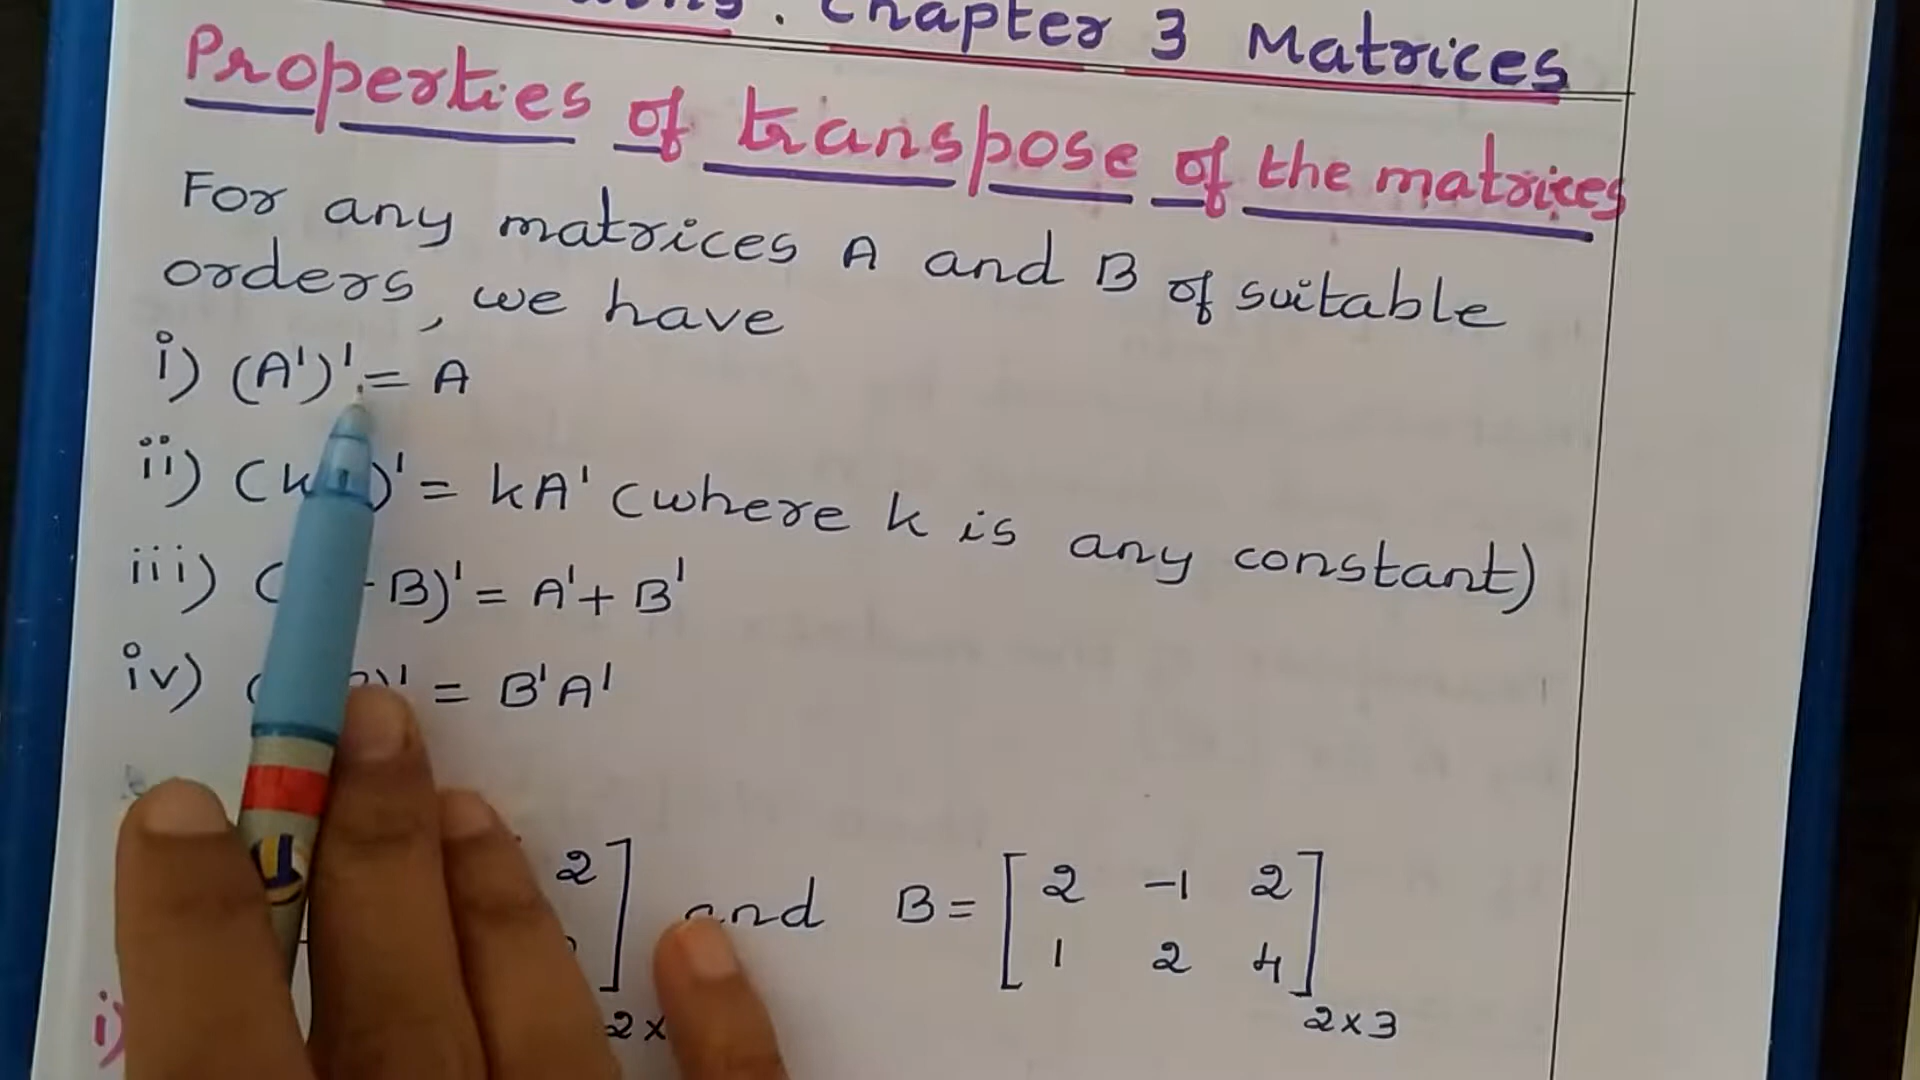 Chapter 3 Matrices
Properties of transpose of the matrices
For any matrices A and B of suitable
orders, we have
i) (A')' = A
ii) (k )' = kA' (where k is any constant)
iii) ( B)' = A' + B'
iv) ( )' = B'A'
2 ] and B = [ 2 -1 2
1 2 4 ]
2 x 2 x 3
i)